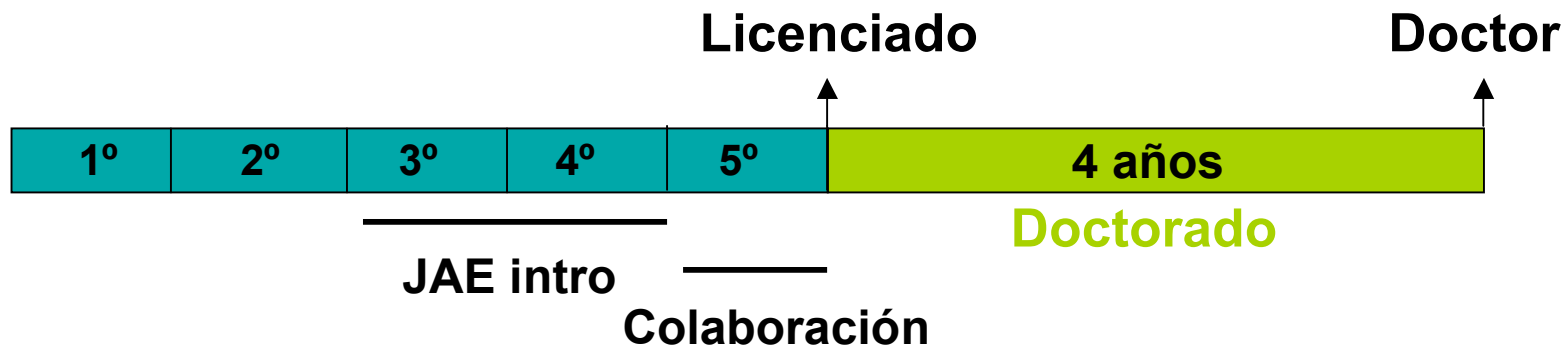 Licenciado Doctor
1º 2º 3º 4º 5º 4 años
Doctorado
JAE intro
Colaboración